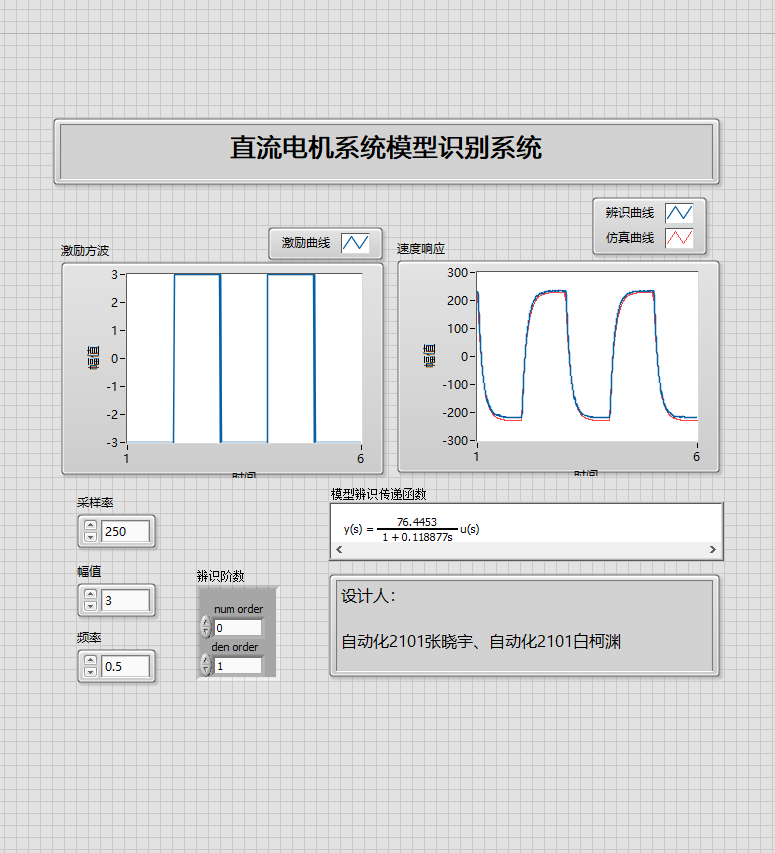 直流电机系统模型识别系统
激励方波
激励曲线
速度响应
辨识曲线
仿真曲线
幅值
3
2
1
0
-1
-2
-3
1
6
时间
幅值
300
200
100
0
-100
-200
-300
1
6
时间
采样率
250
幅值
3
频率
0.5
辨识阶数
num order
0
den order
1
模型辨识传递函数
y(s) = 76.4453 / 1 + 0.118877s u(s)
设计人：
自动化2101张晓宇、自动化2101白柯渊